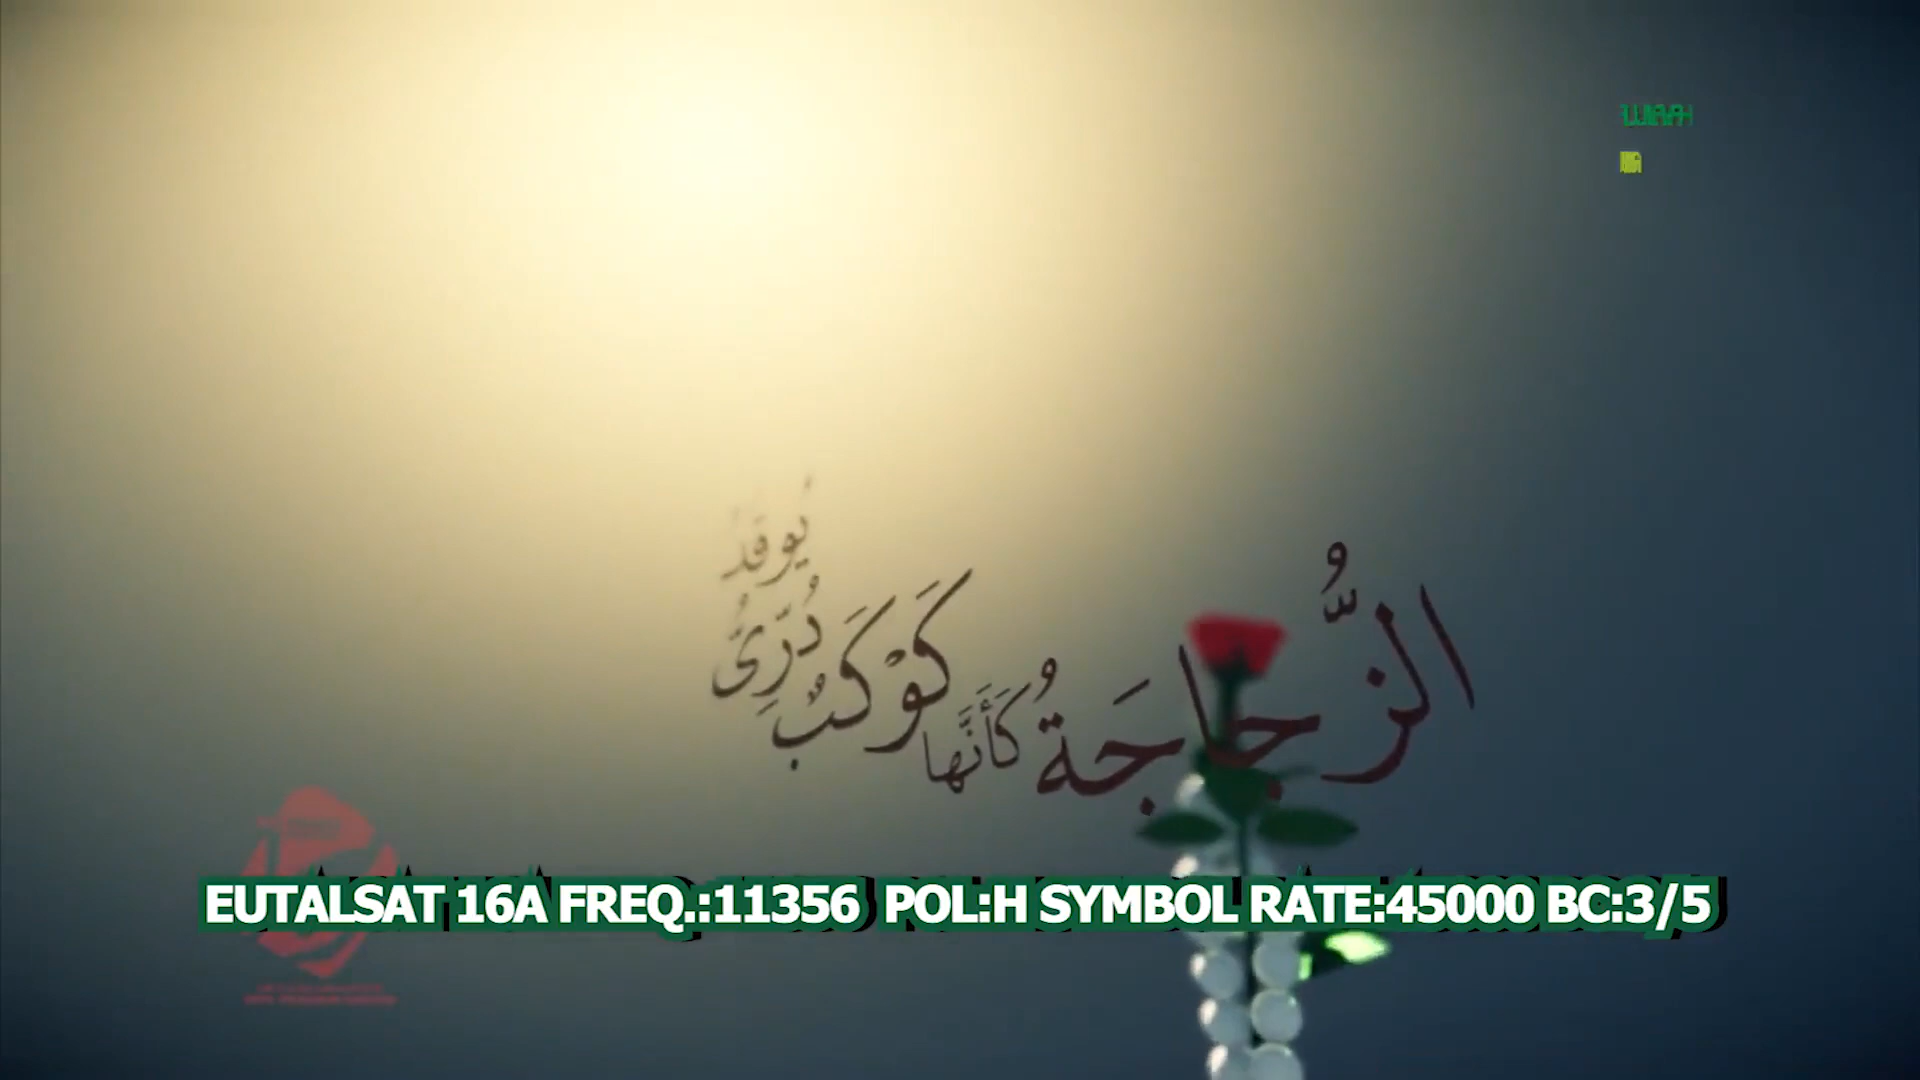 الزُّجَاجَةُ كَأَنَّهَا كَوْكَبٌ دُرِّيٌّ يُوقَدُ
EUTALSAT 16A FREQ.:11356 POL:H SYMBOL RATE:45000 BC:3/5